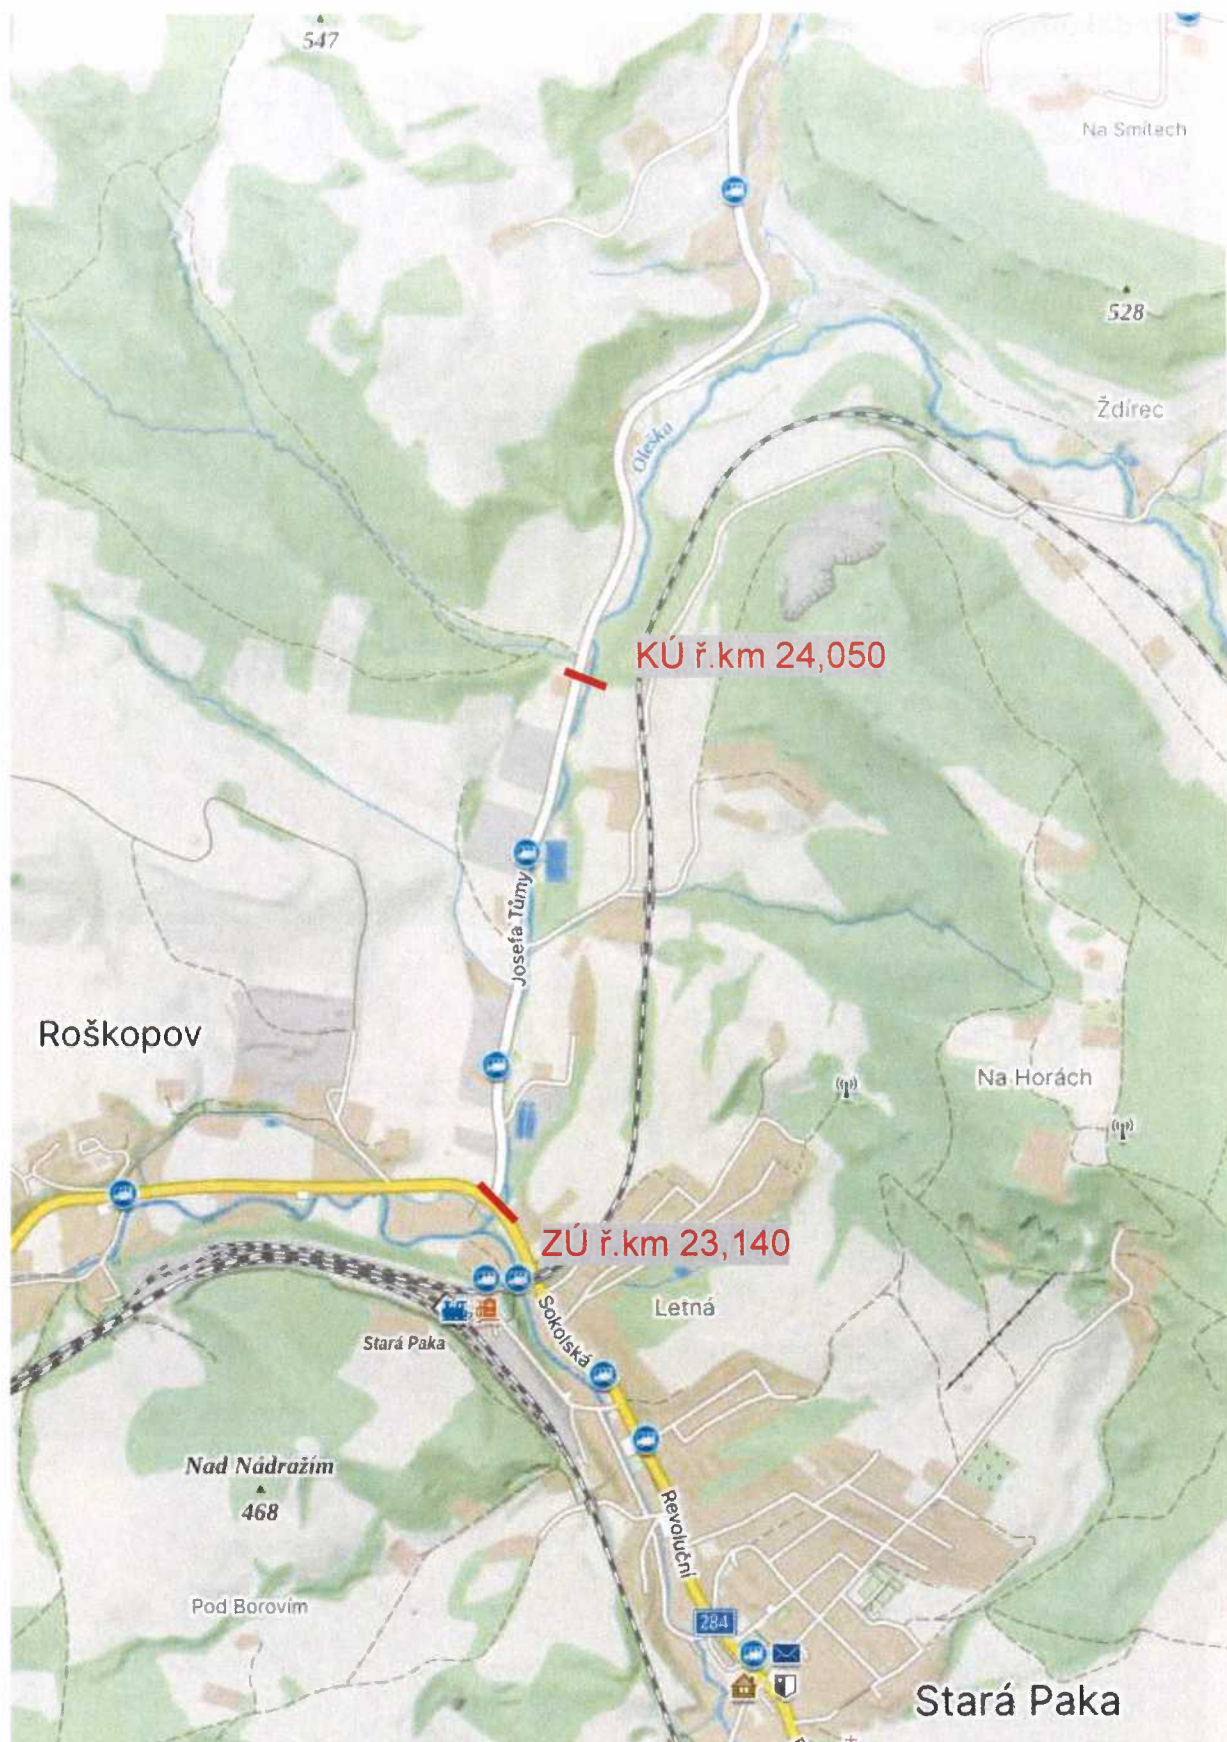 547
Na Smítech
528
Ždírec
Oleška
KÚ ř.km 24,050
Josefa Tůmy
Roškopov
Na Horách
ZÚ ř.km 23,140
Letná
Sokolská
Stará Paka
Nad Nádražím
468
Revoluční
Pod Borovím
284
Stará Paka